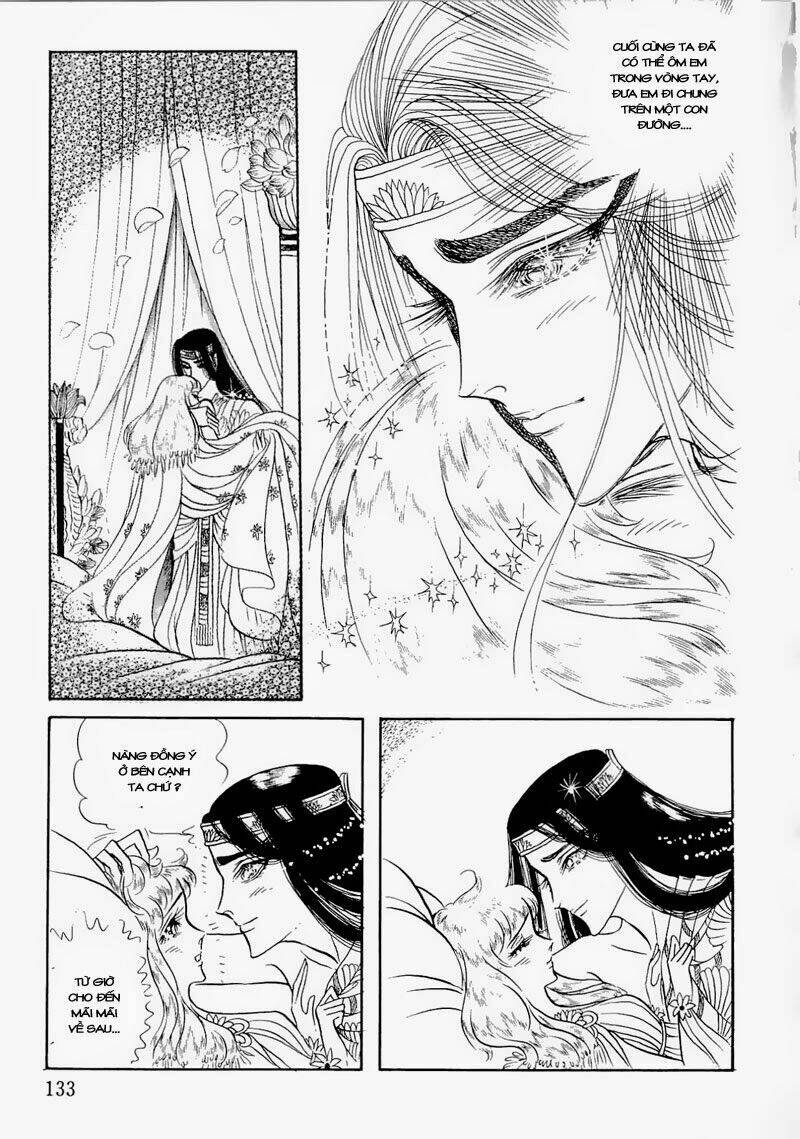 CUỐI CÙNG TA ĐÃ
CÓ THỂ ÔM EM
TRONG VÒNG TAY,
ĐƯA EM ĐI CHUNG
TRÊN MỘT CON
ĐƯỜNG....
NÀNG ĐỒNG Ý
Ở BÊN CẠNH
TA CHỨ ?
TỪ GIỜ
CHO ĐẾN
MÃI MÃI
VỀ SAU...
133